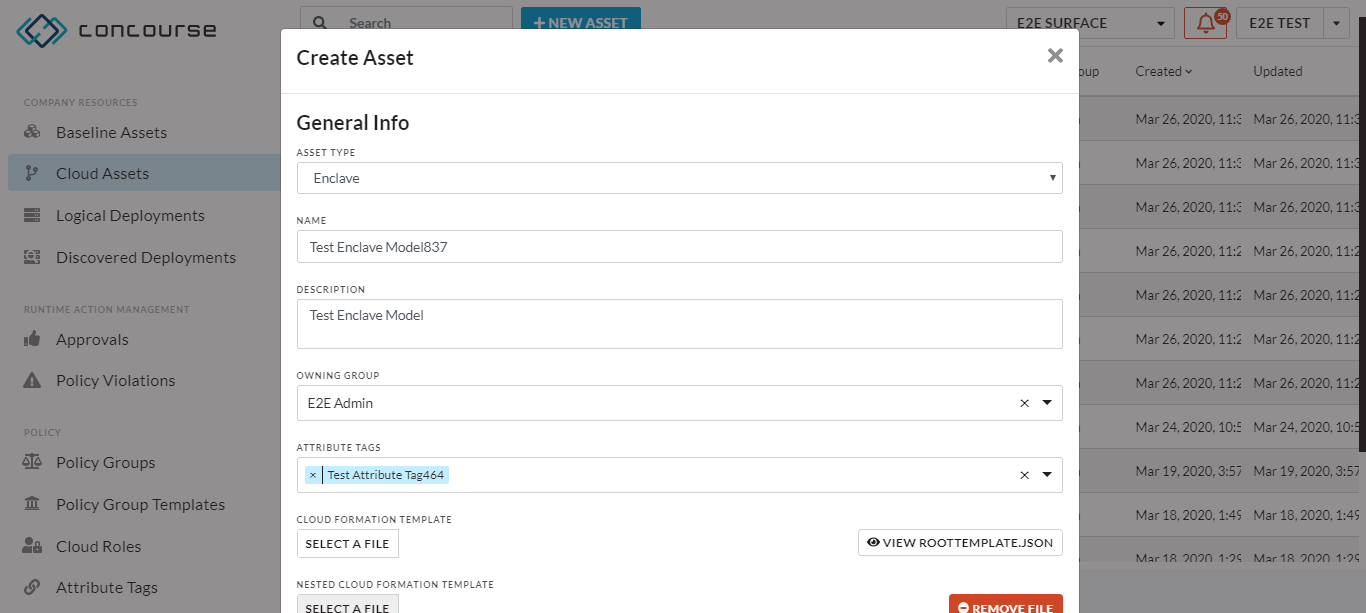 concourse
Search
+ NEW ASSET
E2E SURFACE
50
E2E TEST
Create Asset
Created
Updated
COMPANY RESOURCES
Baseline Assets
Cloud Assets
Logical Deployments
Discovered Deployments
RUNTIME ACTION MANAGEMENT
Approvals
Policy Violations
POLICY
Policy Groups
Policy Group Templates
Cloud Roles
Attribute Tags
General Info
ASSET TYPE
Enclave
NAME
Test Enclave Model837
DESCRIPTION
Test Enclave Model
OWNING GROUP
E2E Admin
ATTRIBUTE TAGS
× Test Attribute Tag464
CLOUD FORMATION TEMPLATE
SELECT A FILE
VIEW ROOTTEMPLATE.JSON
NESTED CLOUD FORMATION TEMPLATE
SELECT A FILE
REMOVE FILE
Mar 26, 2020, 11:3 Mar 26, 2020, 11:3
Mar 26, 2020, 11:3 Mar 26, 2020, 11:3
Mar 26, 2020, 11:3 Mar 26, 2020, 11:3
Mar 26, 2020, 11:2 Mar 26, 2020, 11:2
Mar 26, 2020, 11:2 Mar 26, 2020, 11:2
Mar 26, 2020, 11:2 Mar 26, 2020, 11:2
Mar 26, 2020, 11:2 Mar 26, 2020, 11:2
Mar 24, 2020, 10:5 Mar 24, 2020, 10:5
Mar 19, 2020, 3:57 Mar 19, 2020, 3:57
Mar 18, 2020, 1:49 Mar 18, 2020, 1:49
Mar 18, 2020, 1:29 Mar 18, 2020, 1:29